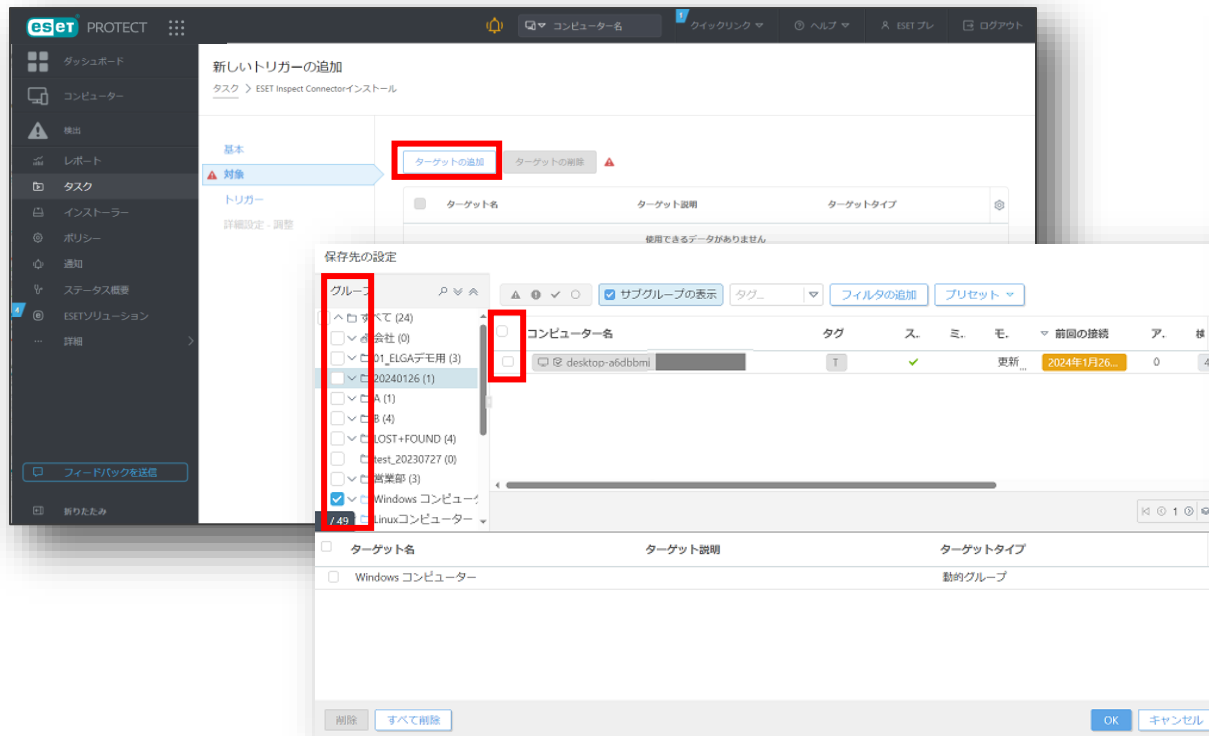 eset PROTECT
コンピューター名
1
クイックリンク
ヘルプ
ESET プレ
ログアウト
ダッシュボード
コンピューター
検出
レポート
タスク
インストーラー
ポリシー
通知
ステータス概要
4
ESETソリューション
詳細
フィードバックを送信
折りたたみ
新しいトリガーの追加
タスク > ESET Inspect Connectorインストール
基本
対象
トリガー
詳細設定 - 調整
ターゲットの追加
ターゲットの削除
ターゲット名 ターゲット説明 ターゲットタイプ
使用できるデータがありません
保存先の設定
グループ
すべて (24)
会社 (0)
01_ELGAデモ用 (3)
20240126 (1)
A (1)
B (4)
LOST+FOUND (4)
test_20230727 (0)
営業部 (3)
Windows コンピュータ
Linuxコンピューター
/ 49
サブグループの表示
タグ...
フィルタの追加
プリセット
コンピューター名 タグ ス.. ミ.. モ.. 前回の接続 ア. 検
desktop-a6dbbmi T 更新... 2024年1月26... 0 4
1
ターゲット名 ターゲット説明 ターゲットタイプ
Windows コンピューター 動的グループ
削除
すべて削除
OK
キャンセル